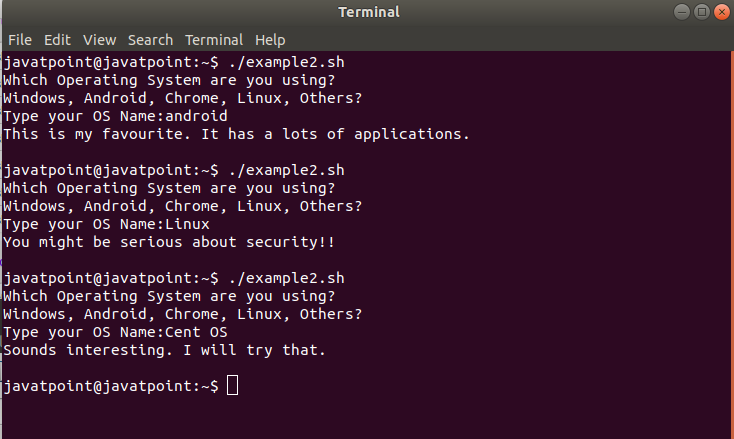 Terminal
File Edit View Search Terminal Help
javatpoint@javatpoint:~$ ./example2.sh
Which Operating System are you using?
Windows, Android, Chrome, Linux, Others?
Type your OS Name:android
This is my favourite. It has a lots of applications.
javatpoint@javatpoint:~$ ./example2.sh
Which Operating System are you using?
Windows, Android, Chrome, Linux, Others?
Type your OS Name:Linux
You might be serious about security!!
javatpoint@javatpoint:~$ ./example2.sh
Which Operating System are you using?
Windows, Android, Chrome, Linux, Others?
Type your OS Name:Cent OS
Sounds interesting. I will try that.
javatpoint@javatpoint:~$